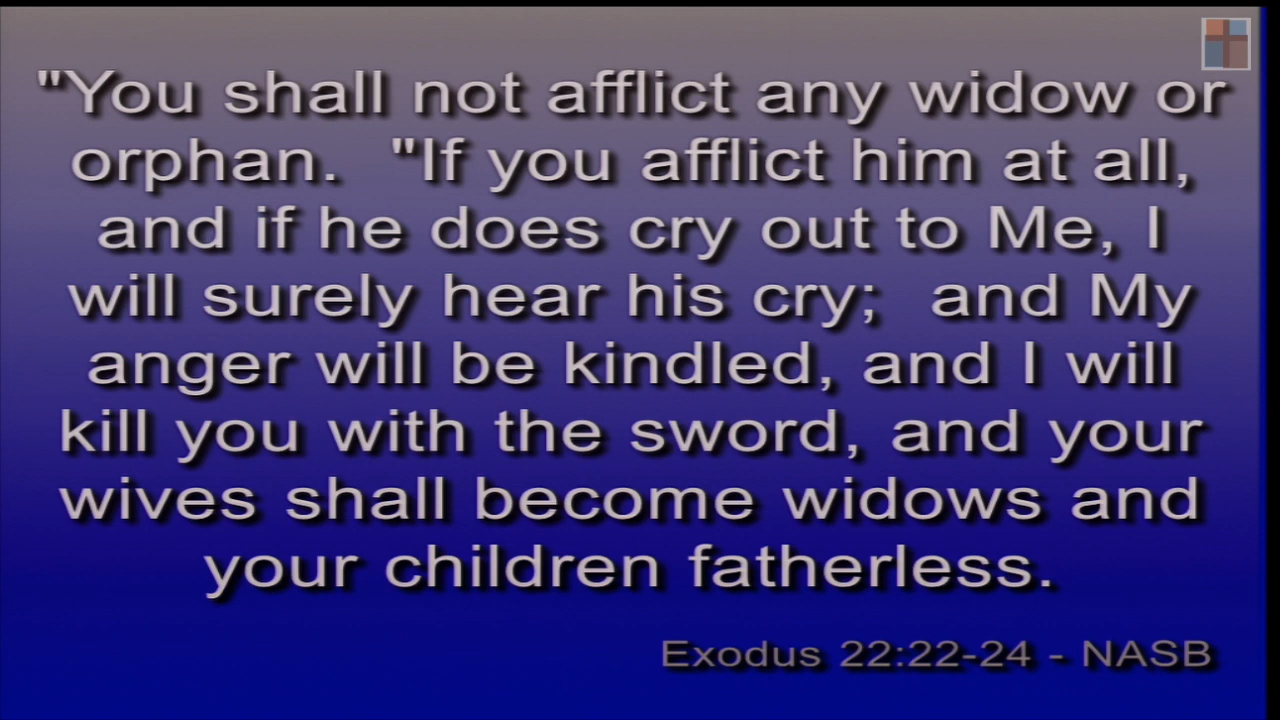 "You shall not afflict any widow or
orphan. "If you afflict him at all,
and if he does cry out to Me, I
will surely hear his cry; and My
anger will be kindled, and I will
kill you with the sword, and your
wives shall become widows and
your children fatherless.
Exodus 22:22-24 - NASB